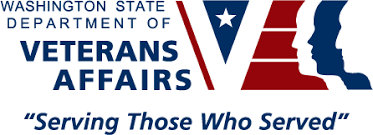 WASHINGTON STATE
DEPARTMENT OF
VETERANS
AFFAIRS
"Serving Those Who Served"